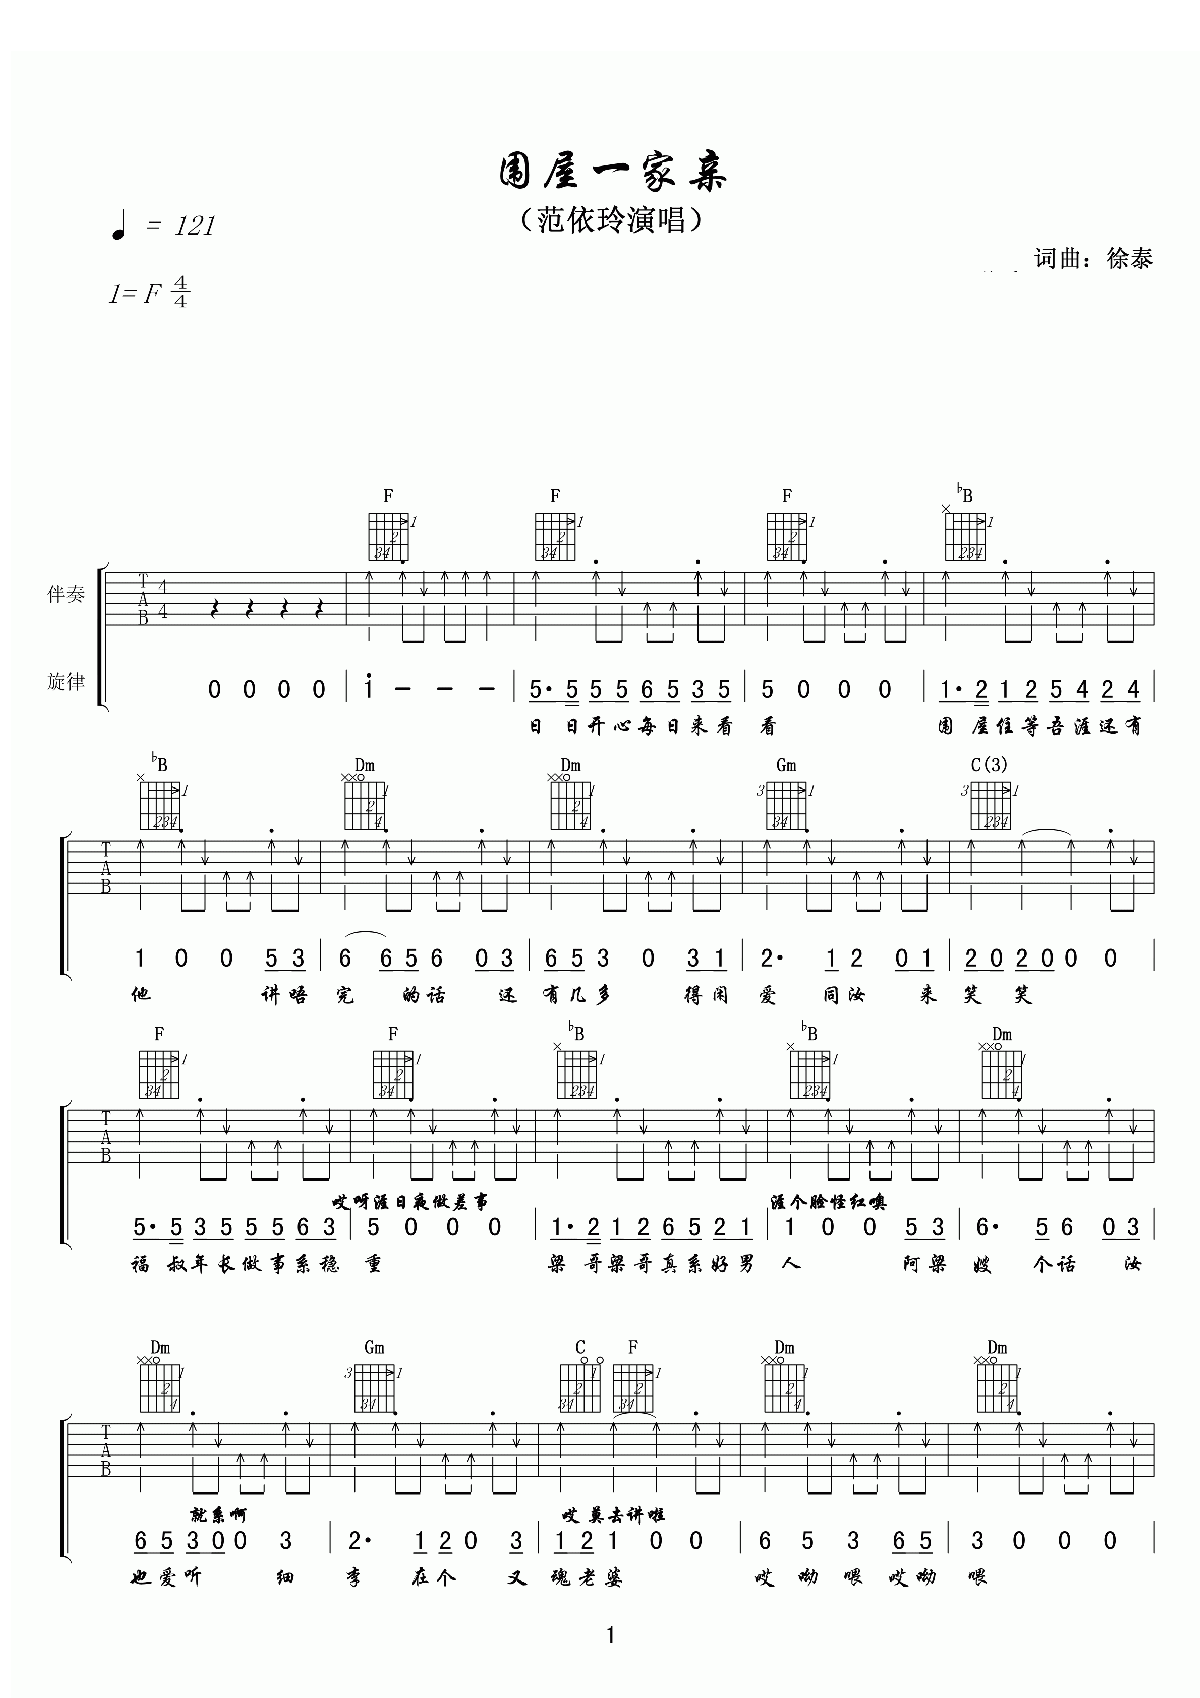 围屋一家亲
（范依玲演唱）
♩ = 121
词曲：徐泰
1=F 4/4
F F F ♭B
伴奏 T A B 4/4
旋律 0 0 0 0 | i - - - | 5· 5 5 5 6 5 3 5 | 5 0 0 0 | 1· 2 1 2 5 4 2 4 |
日 日开心每日来看 看 围 屋住等吾涯还有
♭B Dm Dm Gm C(3)
T A B
1 0 0 5 3 | 6 6 5 6 0 3 | 6 5 3 0 3 1 | 2· 1 2 0 1 | 2 0 2 0 0 0 |
他 讲唔 完 的话 还 有几多 得闲 爱 同汝 来 笑 笑
F F ♭B ♭B Dm
T A B
哎呀涯日夜做差事 涯个脸怪红噢
5· 5 3 5 5 5 6 3 | 5 0 0 0 | 1· 2 1 2 6 5 2 1 | 1 0 0 5 3 | 6· 5 6 0 3 |
福 叔年长做事系稳 重 梁 哥梁哥真系好男 人 阿梁 嫂 个话 汝
Dm Gm C F Dm Dm
T A B
就系啊 哎莫去讲啦
6 5 3 0 0 3 | 2· 1 2 0 3 | 1 2 1 0 0 | 6 5 3 6 5 | 3 0 0 0 |
也爱听 细 李 在个 又 魂老婆 哎 呦 喂 哎呦 喂
1